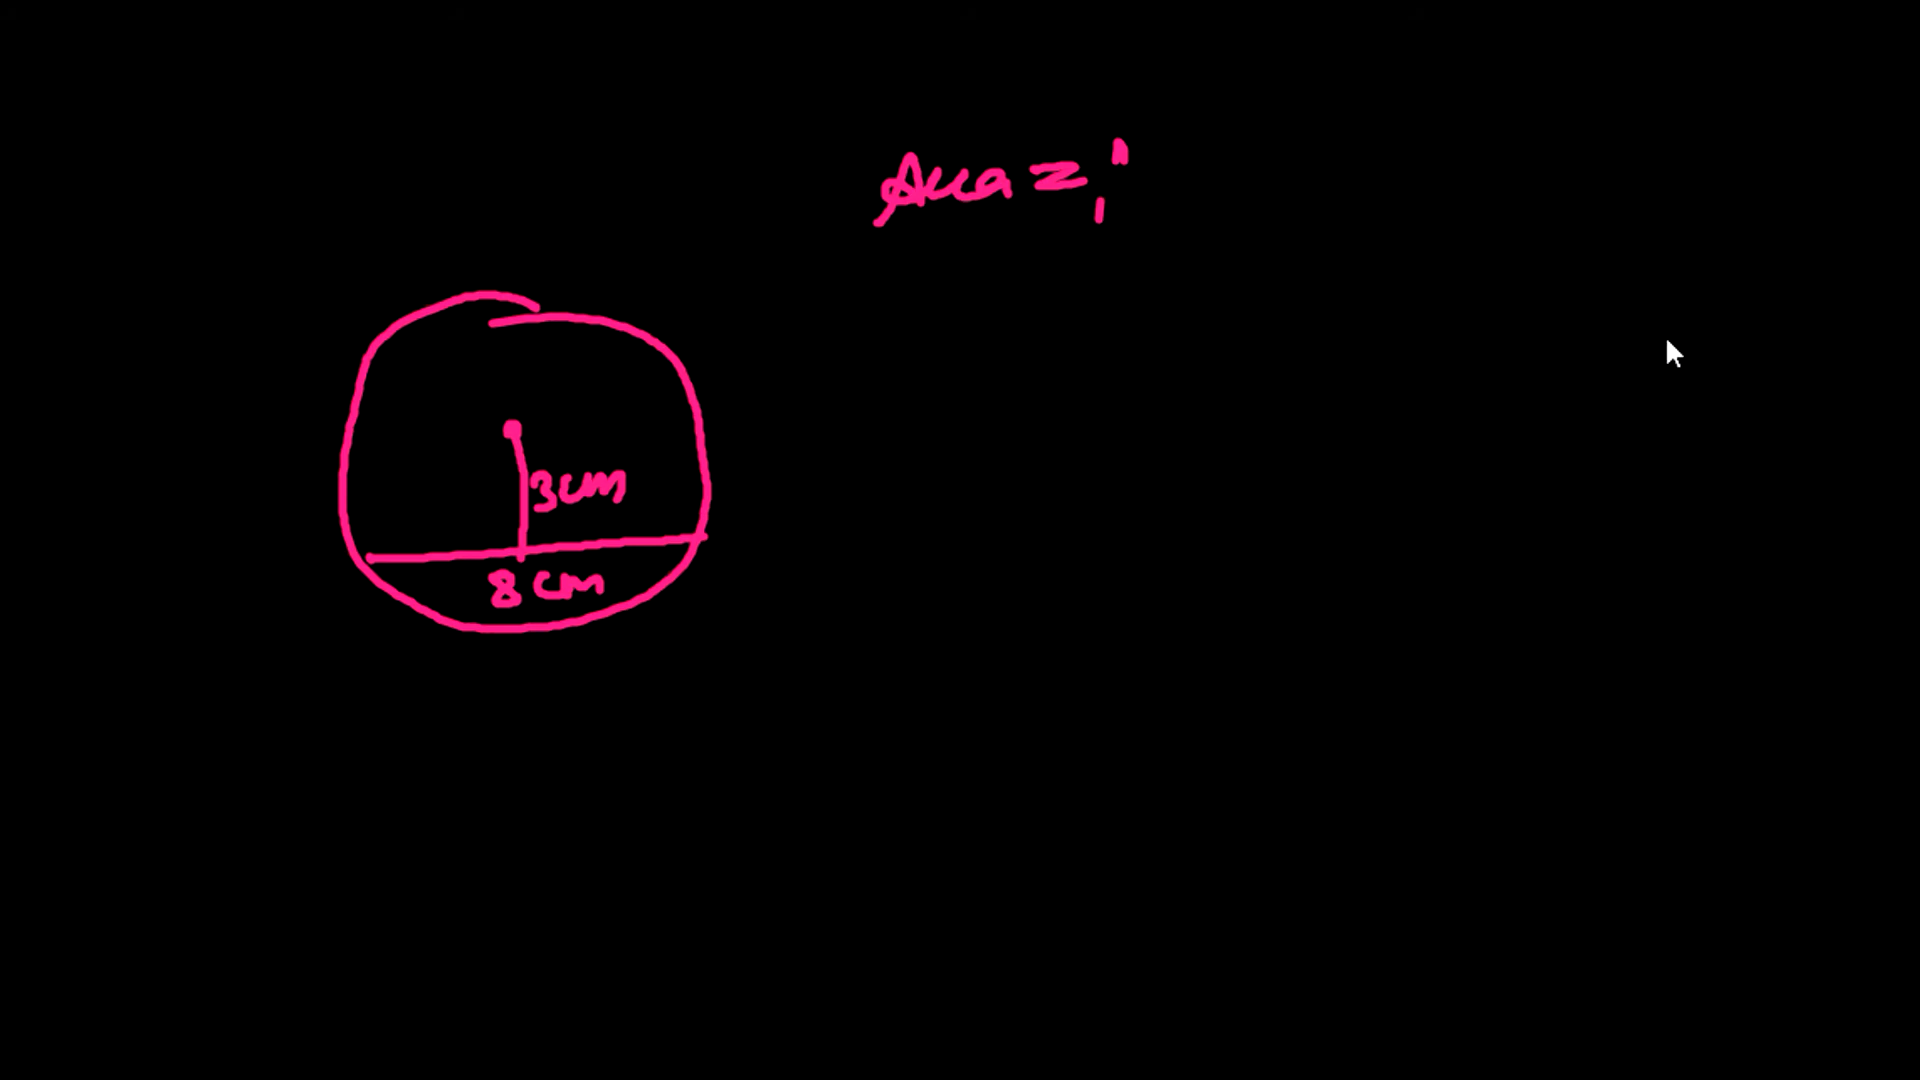 Area =
3cm
8 cm